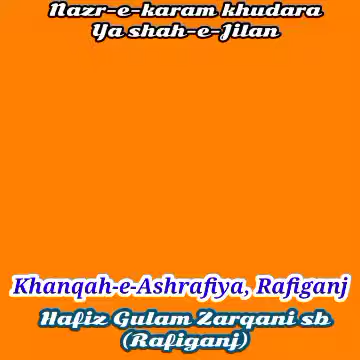 Nazr-e-karam khudara
Ya shah-e-Jilan
Khanqah-e-Ashrafiya, Rafiganj
Hafiz Gulam Zarqani sb
(Rafiganj)